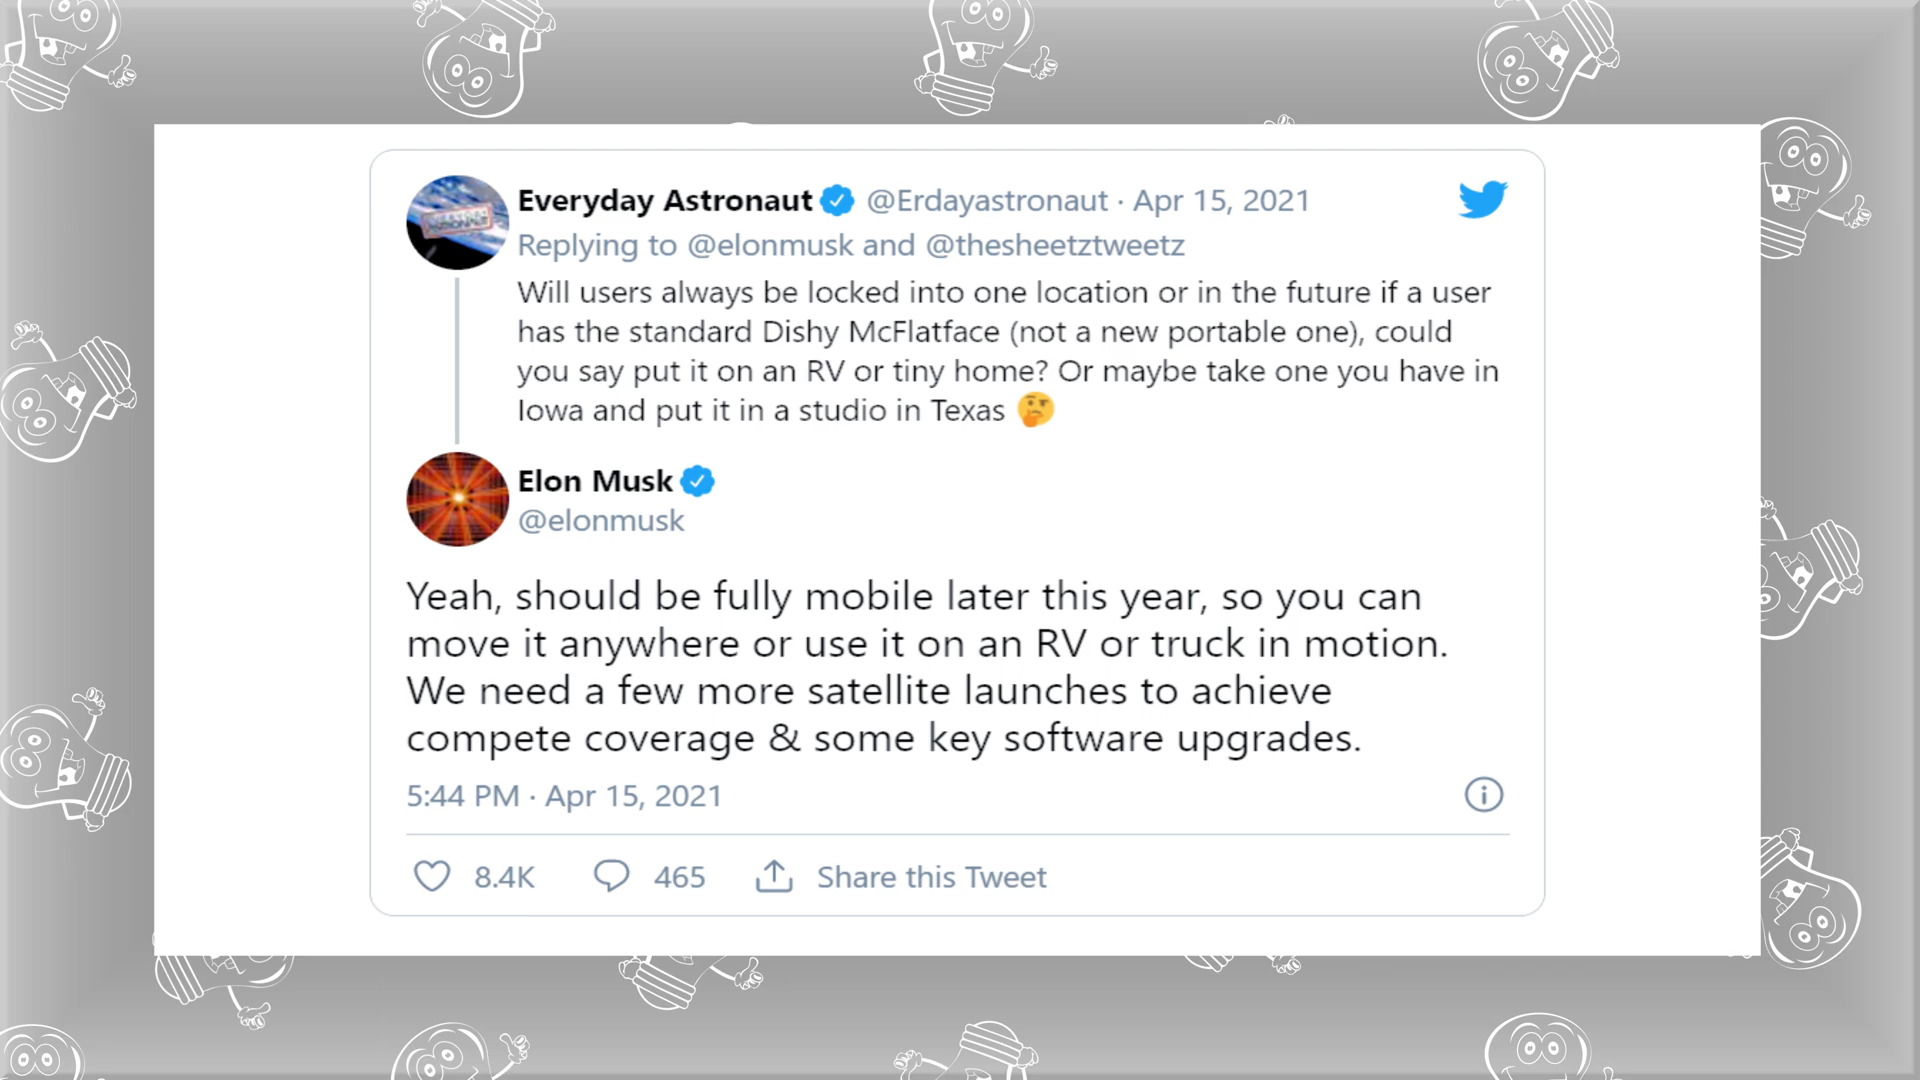 Everyday Astronaut @Erdayastronaut · Apr 15, 2021
Replying to @elonmusk and @thesheetztweetz
Will users always be locked into one location or in the future if a user
has the standard Dishy McFlatface (not a new portable one), could
you say put it on an RV or tiny home? Or maybe take one you have in
Iowa and put it in a studio in Texas 🤔
Elon Musk
@elonmusk
Yeah, should be fully mobile later this year, so you can
move it anywhere or use it on an RV or truck in motion.
We need a few more satellite launches to achieve
compete coverage & some key software upgrades.
5:44 PM · Apr 15, 2021
8.4K 465 Share this Tweet